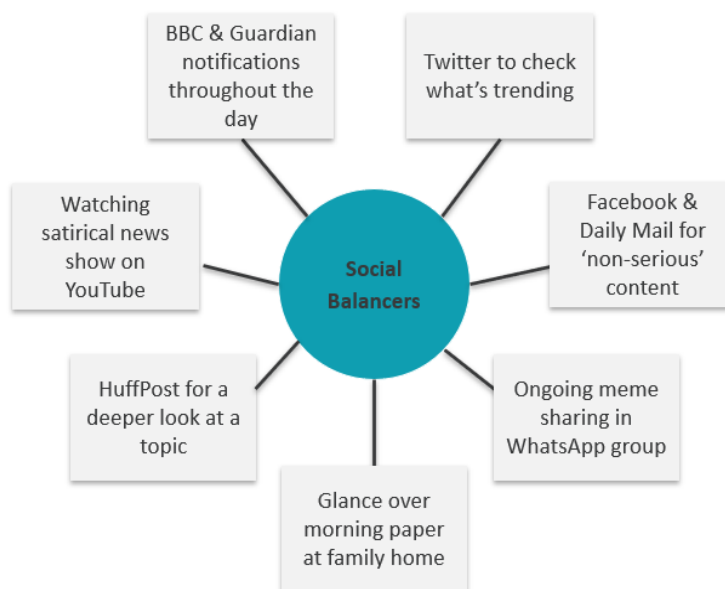 BBC & Guardian
notifications
throughout the
day
Twitter to check
what's trending
Watching
satirical news
show on
YouTube
Social
Balancers
Facebook &
Daily Mail for
‘non-serious’
content
HuffPost for a
deeper look at a
topic
Ongoing meme
sharing in
WhatsApp group
Glance over
morning paper
at family home